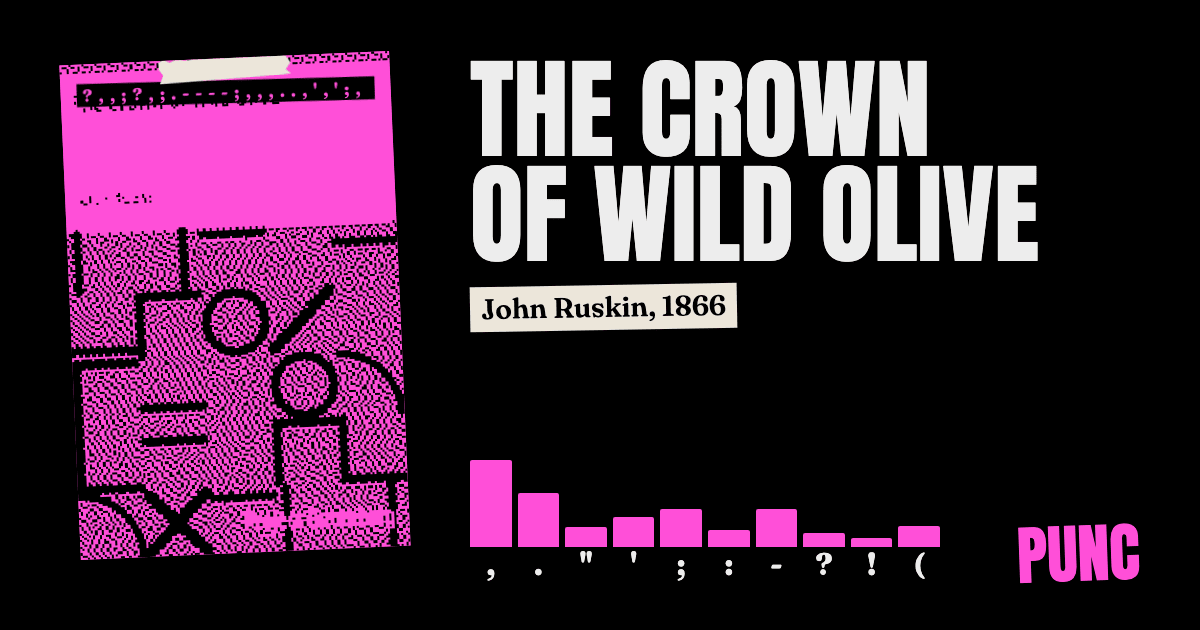 ?,,;?,;.----;,,,..,',';,
THE CROWN
OF WILD OLIVE
John Ruskin, 1866
, . " ' ; : - ? ! (
PUNC